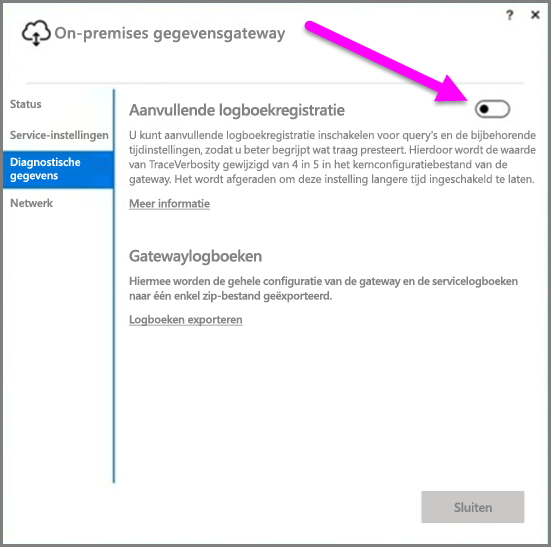 ? ×
On-premises gegevensgateway
Status
Service-instellingen
Diagnostische
gegevens
Netwerk
Aanvullende logboekregistratie
U kunt aanvullende logboekregistratie inschakelen voor query's en de bijbehorende
tijdinstellingen, zodat u beter begrijpt wat traag presteert. Hierdoor wordt de waarde
van TraceVerbosity gewijzigd van 4 in 5 in het kernconfiguratiebestand van de
gateway. Het wordt afgeraden om deze instelling langere tijd ingeschakeld te laten.
Meer informatie
Gatewaylogboeken
Hiermee worden de gehele configuratie van de gateway en de servicelogboeken
naar één enkel zip-bestand geëxporteerd.
Logboeken exporteren
Sluiten